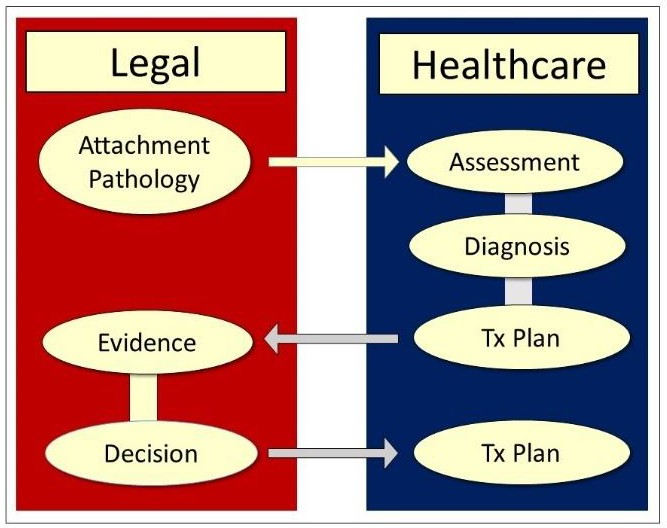 Legal
Healthcare
Attachment
Pathology
Assessment
Diagnosis
Evidence
Tx Plan
Decision
Tx Plan